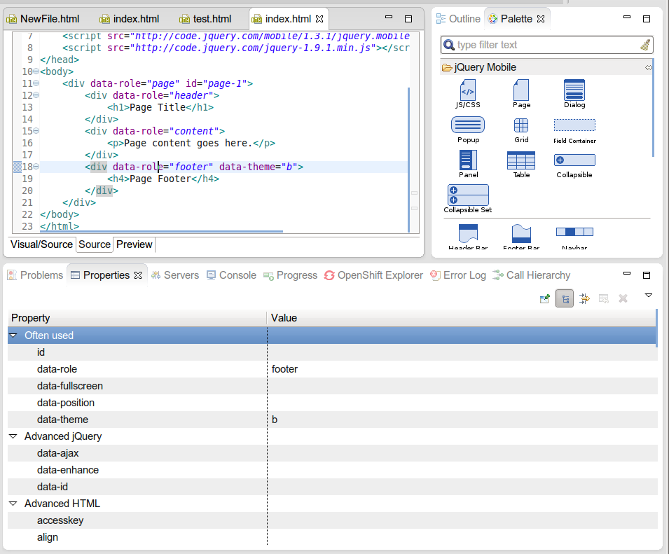 NewFile.html index.html test.html index.html
7 <script src="http://code.jquery.com/mobile/1.3.1/jquery.mobile
8 <script src="http://code.jquery.com/jquery-1.9.1.min.js"></scr
9 </head>
10 <body>
11 <div data-role="page" id="page-1">
12 <div data-role="header">
13 <h1>Page Title</h1>
14 </div>
15 <div data-role="content">
16 <p>Page content goes here.</p>
17 </div>
18 <div data-role="footer" data-theme="b">
19 <h4>Page Footer</h4>
20 </div>
21 </div>
22 </body>
23 </html>
Visual/Source Source Preview
Outline Palette
type filter text
jQuery Mobile
JS/CSS Page Dialog
Popup Grid Field Container
Panel Table Collapsible
Collapsible Set
Header Bar Footer Bar Navbar
Problems Properties Servers Console Progress OpenShift Explorer Error Log Call Hierarchy
Property Value
Often used
id
data-role footer
data-fullscreen
data-position
data-theme b
Advanced jQuery
data-ajax
data-enhance
data-id
Advanced HTML
accesskey
align